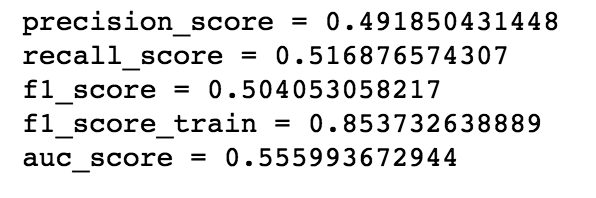 precision_score = 0.491850431448
recall_score = 0.516876574307
f1_score = 0.504053058217
f1_score_train = 0.853732638889
auc_score = 0.555993672944